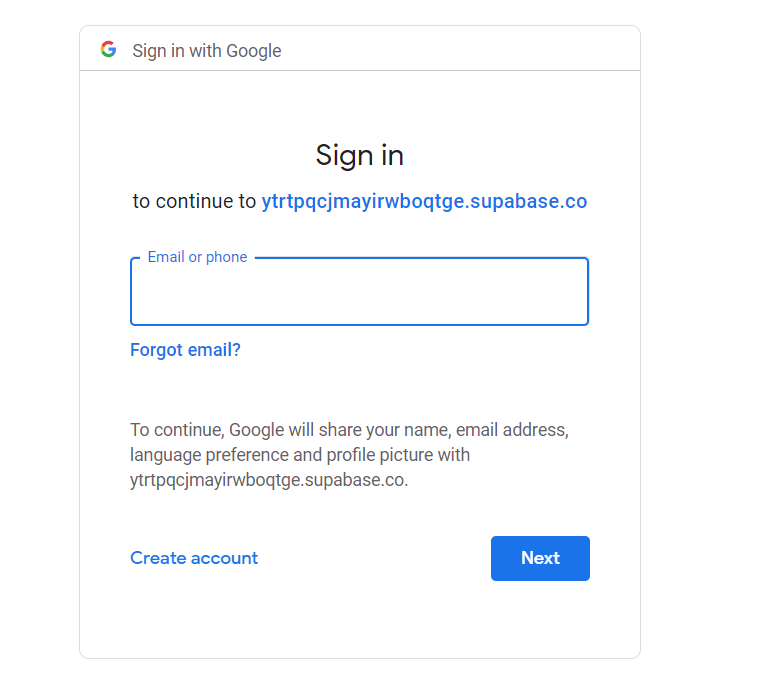 Sign in with Google
Sign in
to continue to ytrtpqcjmayirwboqtge.supabase.co
Email or phone
Forgot email?
To continue, Google will share your name, email address,
language preference and profile picture with
ytrtpqcjmayirwboqtge.supabase.co.
Create account
Next